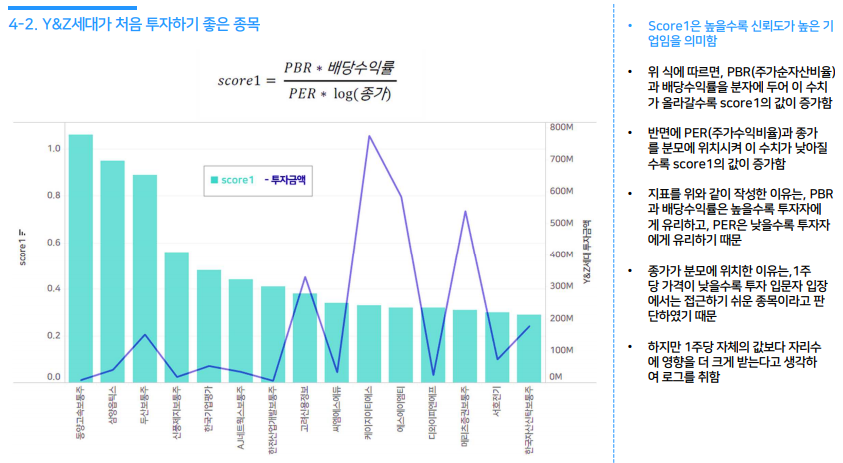 4-2. Y&Z세대가 처음 투자하기 좋은 종목
score1 = PBR * 배당수익률
PER * log(종가)
score1
투자금액
score1
1.0
0.8
0.6
0.4
0.2
0.0
800M
700M
600M
500M
400M
300M
200M
100M
0M
Y&Z세대 투자금액
동양고속보통주
삼양옵틱스
두산보통주
신풍제지보통주
한국기업평가
AJ네트웍스보통주
한전산업개발보통주
고려신용정보
씨엠에스에듀
케이지이티에스
에스에이엠티
디와이피엔에프
메리츠증권보통주
서호전기
한국자산신탁보통주
• Score1은 높을수록 신뢰도가 높은 기
업임을 의미함
• 위 식에 따르면, PBR(주가순자산비율)
과 배당수익률을 분자에 두어 이 수치
가 올라갈수록 score1의 값이 증가함
• 반면에 PER(주가수익비율)과 종가
를 분모에 위치시켜 이 수치가 낮아질
수록 score1의 값이 증가함
• 지표를 위와 같이 작성한 이유는, PBR
과 배당수익률은 높을수록 투자자에
게 유리하고, PER은 낮을수록 투자자
에게 유리하기 때문
• 종가가 분모에 위치한 이유는,1주
당 가격이 낮을수록 투자 입문자 입장
에서는 접근하기 쉬운 종목이라고 판
단하였기 때문
• 하지만 1주당 자체의 값보다 자리수
에 영향을 더 크게 받는다고 생각하
여 로그를 취함